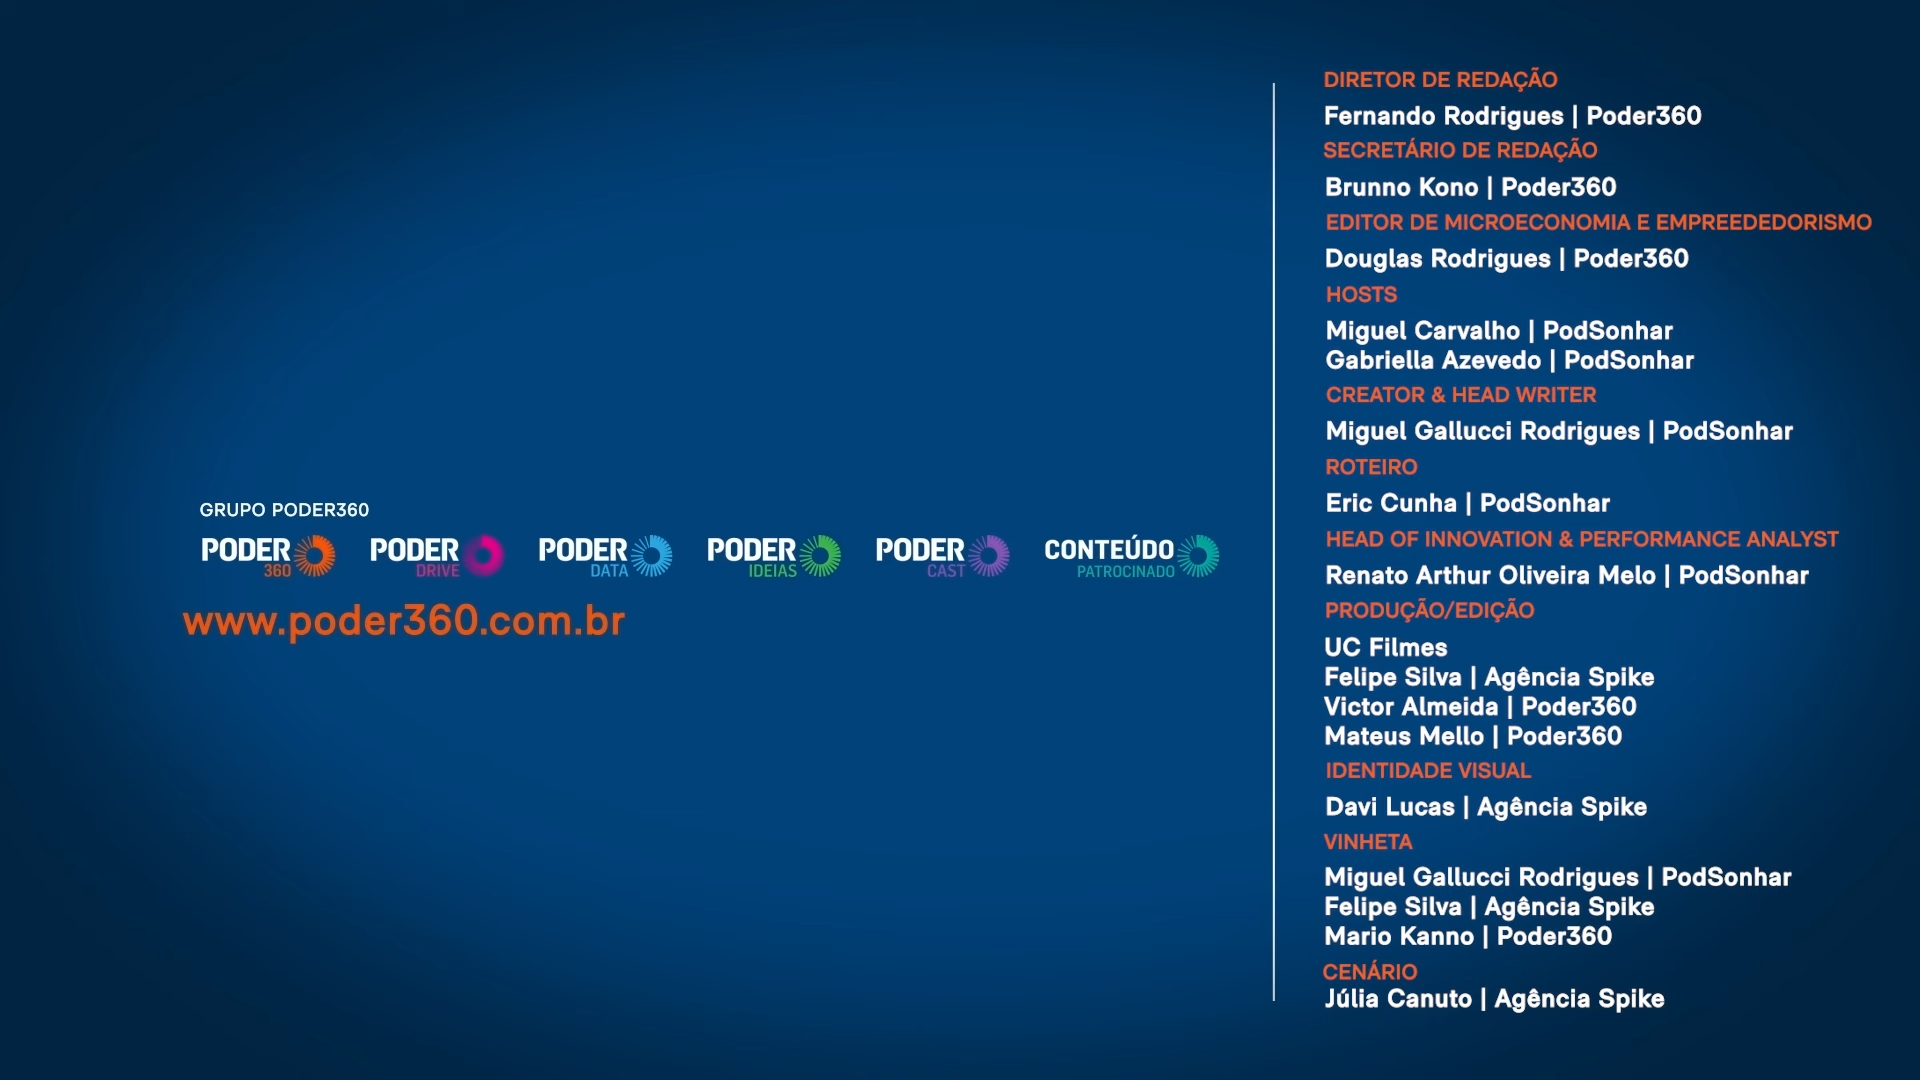 GRUPO PODER360
PODER 360
PODER DRIVE
PODER DATA
PODER IDEIAS
PODER CAST
CONTEÚDO PATROCINADO
www.poder360.com.br
DIRETOR DE REDAÇÃO
Fernando Rodrigues | Poder360
SECRETÁRIO DE REDAÇÃO
Brunno Kono | Poder360
EDITOR DE MICROECONOMIA E EMPREEDEDORISMO
Douglas Rodrigues | Poder360
HOSTS
Miguel Carvalho | PodSonhar
Gabriella Azevedo | PodSonhar
CREATOR & HEAD WRITER
Miguel Gallucci Rodrigues | PodSonhar
ROTEIRO
Eric Cunha | PodSonhar
HEAD OF INNOVATION & PERFORMANCE ANALYST
Renato Arthur Oliveira Melo | PodSonhar
PRODUÇÃO/EDIÇÃO
UC Filmes
Felipe Silva | Agência Spike
Victor Almeida | Poder360
Mateus Mello | Poder360
IDENTIDADE VISUAL
Davi Lucas | Agência Spike
VINHETA
Miguel Gallucci Rodrigues | PodSonhar
Felipe Silva | Agência Spike
Mario Kanno | Poder360
CENÁRIO
Júlia Canuto | Agência Spike